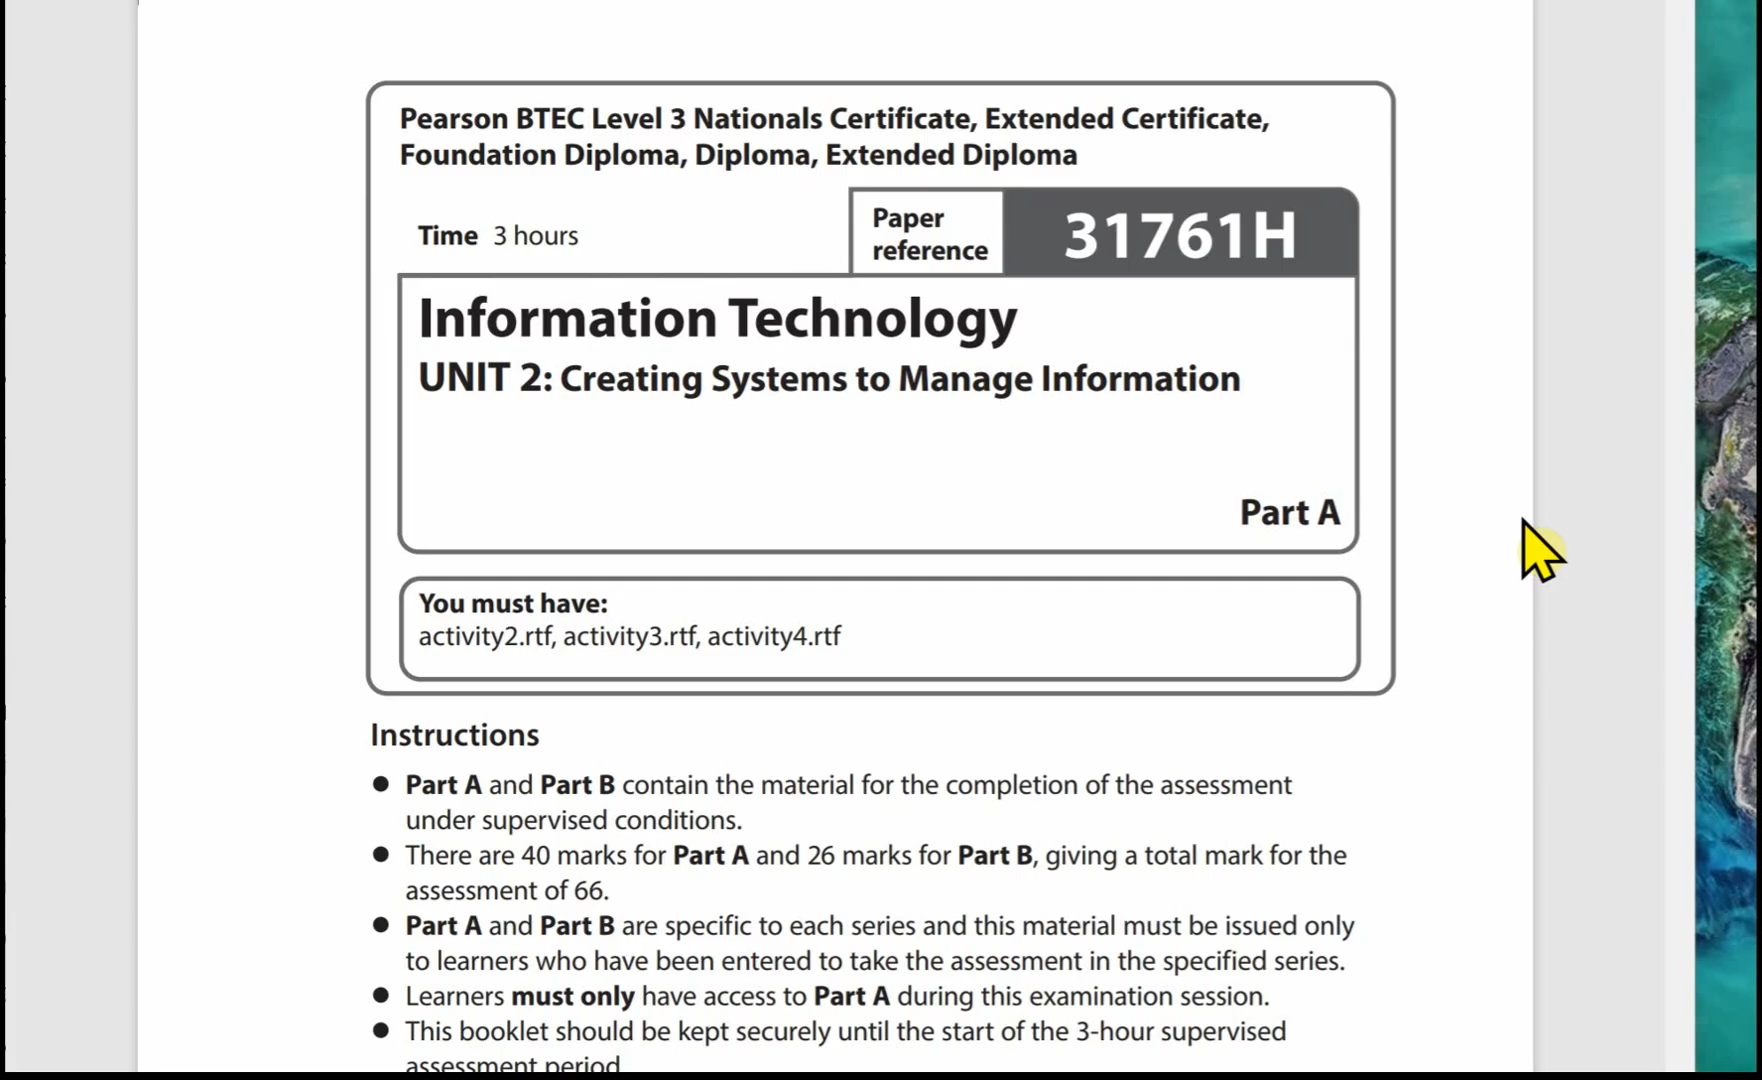 Pearson BTEC Level 3 Nationals Certificate, Extended Certificate,
Foundation Diploma, Diploma, Extended Diploma
Time 3 hours
Paper
reference
31761H
Information Technology
UNIT 2: Creating Systems to Manage Information
Part A
You must have:
activity2.rtf, activity3.rtf, activity4.rtf
Instructions
● Part A and Part B contain the material for the completion of the assessment
under supervised conditions.
● There are 40 marks for Part A and 26 marks for Part B, giving a total mark for the
assessment of 66.
● Part A and Part B are specific to each series and this material must be issued only
to learners who have been entered to take the assessment in the specified series.
● Learners must only have access to Part A during this examination session.
● This booklet should be kept securely until the start of the 3-hour supervised
assessment period